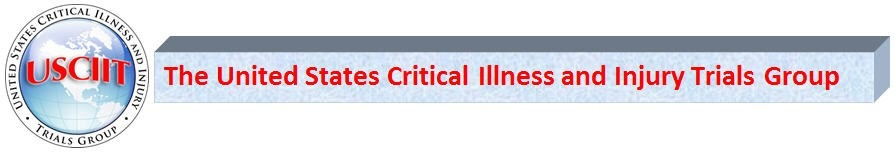 UNITED STATES CRITICAL ILLNESS AND INJURY
USCIIT
· TRIALS GROUP ·
The United States Critical Illness and Injury Trials Group